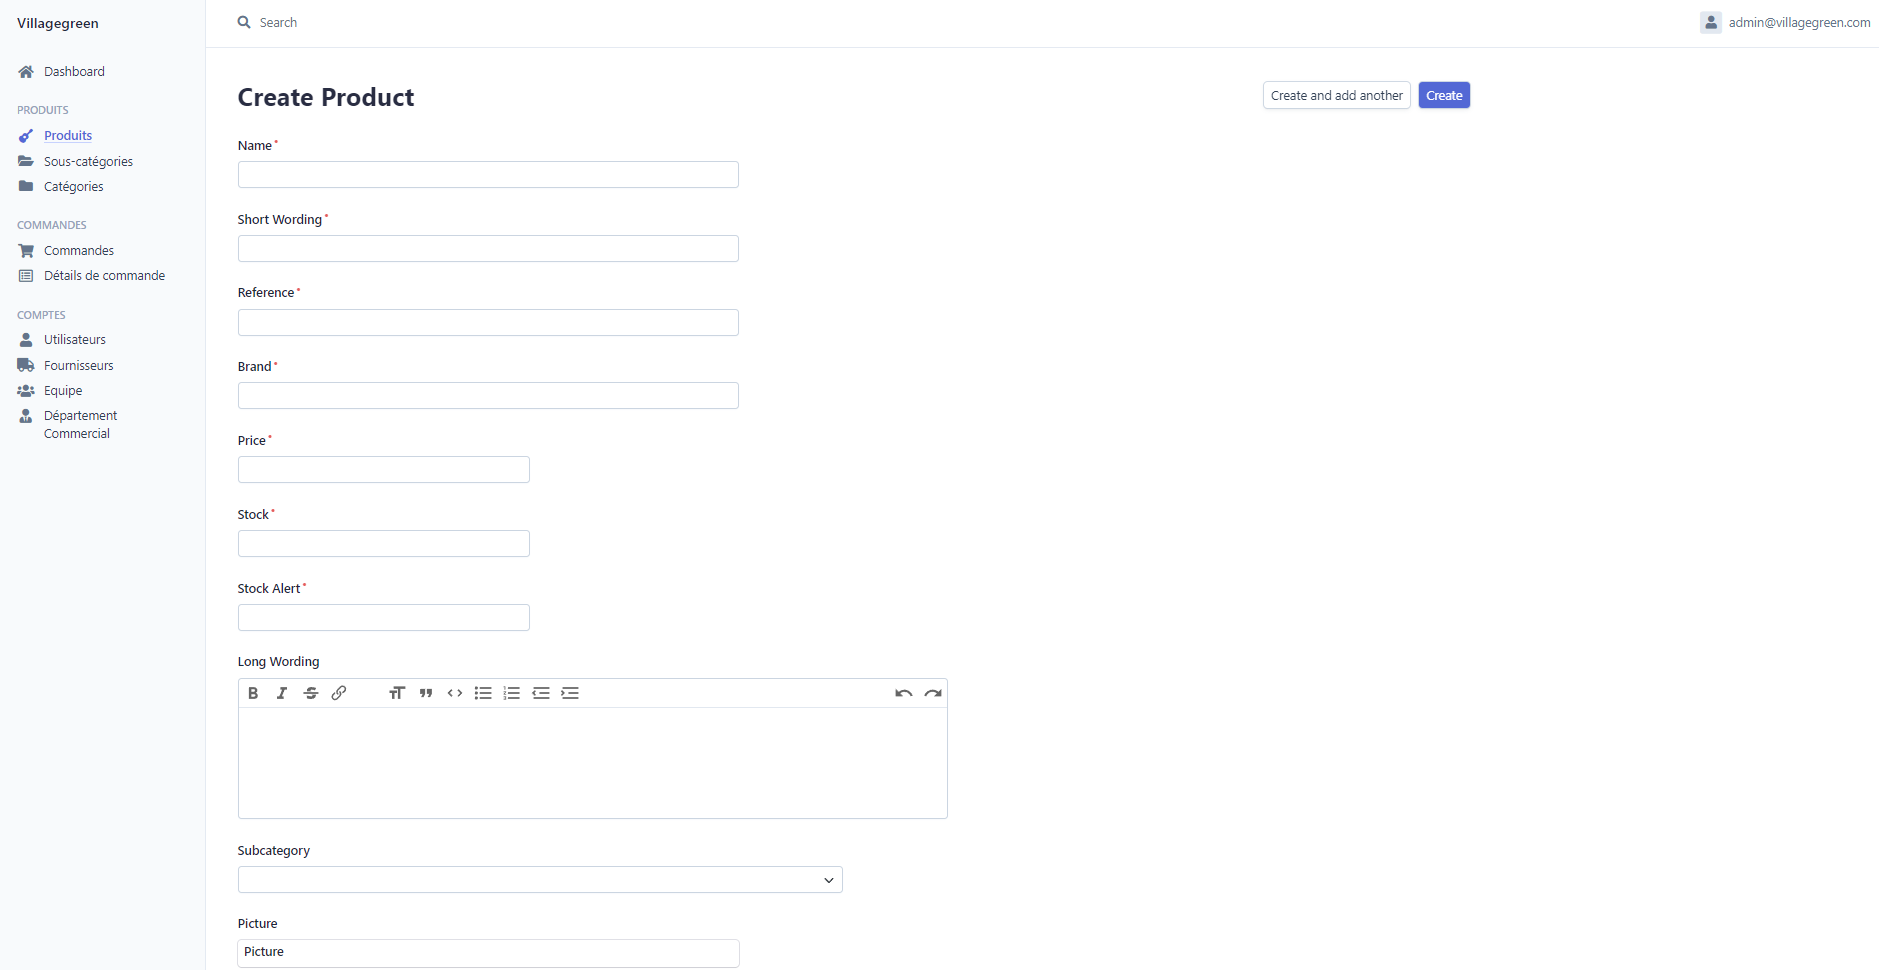 Villagegreen
Search
admin@villagegreen.com
Dashboard
PRODUITS
Produits
Sous-catégories
Catégories
COMMANDES
Commandes
Détails de commande
COMPTES
Utilisateurs
Fournisseurs
Equipe
Département
Commercial
Create Product
Create and add another
Create
Name*
Short Wording*
Reference*
Brand*
Price*
Stock*
Stock Alert*
Long Wording
Subcategory
Picture
Picture